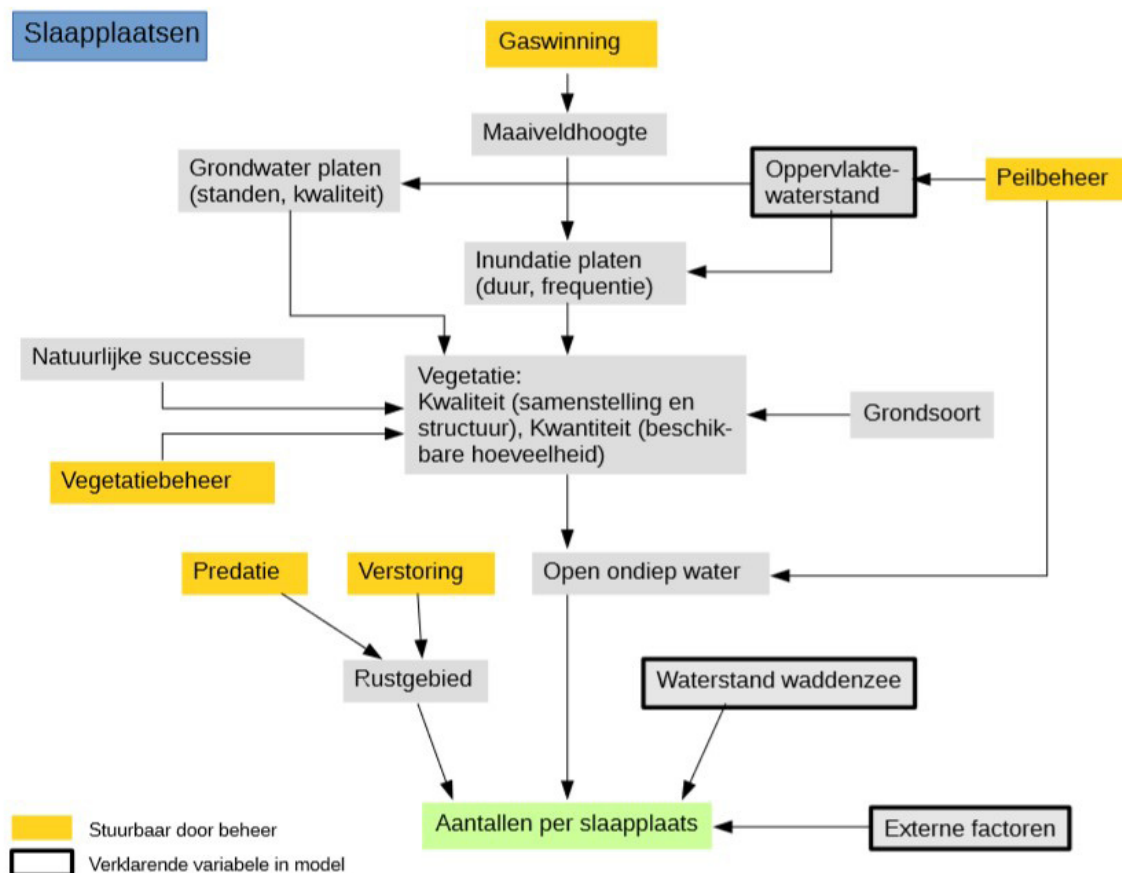 Slaapplaatsen
Gaswinning
Maaiveldhoogte
Grondwater platen
(standen, kwaliteit)
Oppervlakte-
waterstand
Peilbeheer
Inundatie platen
(duur, frequentie)
Natuurlijke successie
Vegetatie:
Kwaliteit (samenstelling en
structuur), Kwantiteit (beschik-
bare hoeveelheid)
Grondsoort
Vegetatiebeheer
Predatie
Verstoring
Open ondiep water
Rustgebied
Waterstand waddenzee
Aantallen per slaapplaats
Externe factoren
Stuurbaar door beheer
Verklarende variabele in model